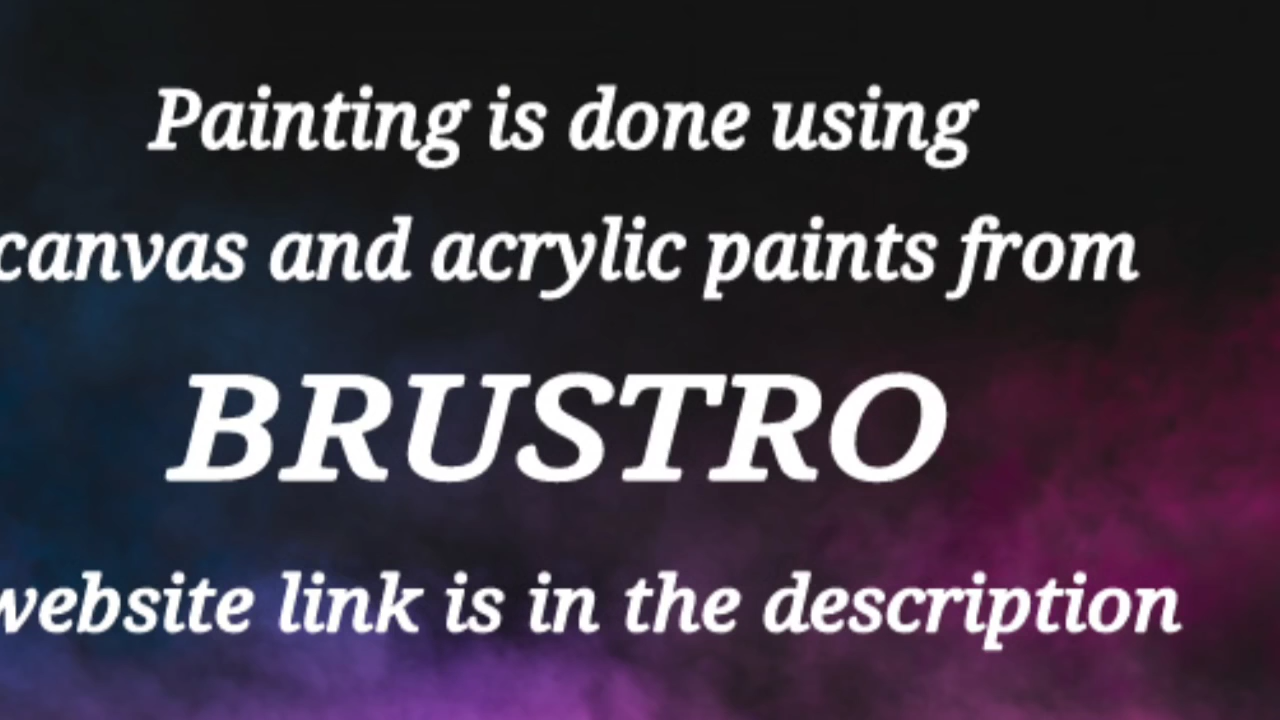 Painting is done using
canvas and acrylic paints from
BRUSTRO
website link is in the description